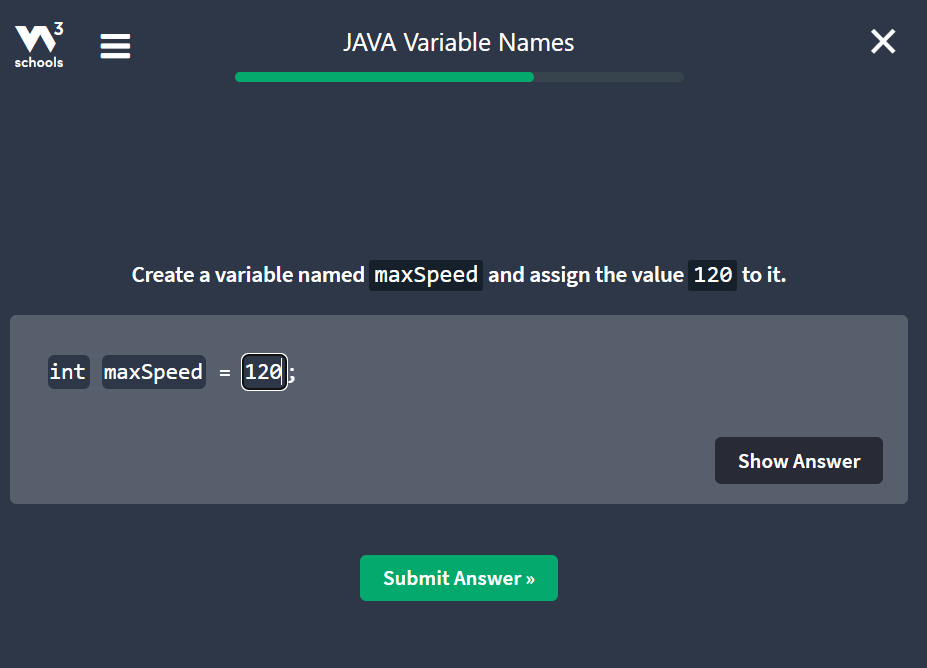 3
schools
JAVA Variable Names
Create a variable named maxSpeed and assign the value 120 to it.
int maxSpeed = 120;
Show Answer
Submit Answer »